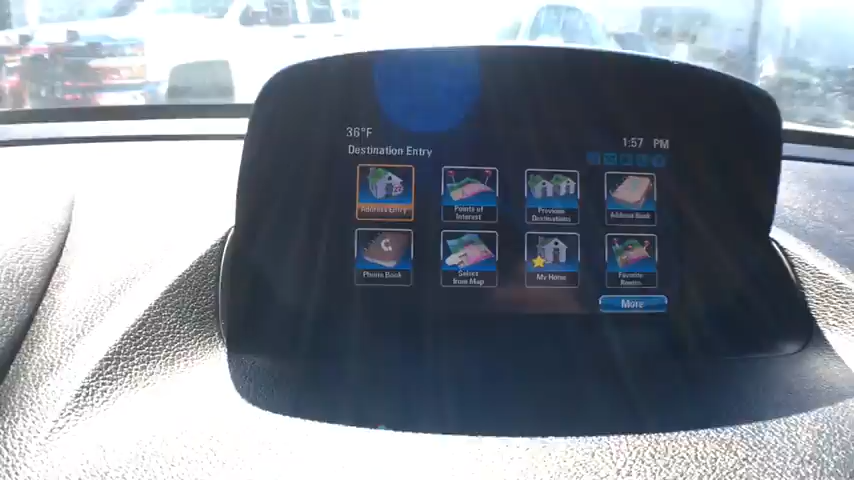 36°F
1:57 PM
Destination Entry
Address Entry
Points of
Interest
Previous
Destinations
Address Book
Phone Book
Select
from Map
My Home
Favorite
Routes
More